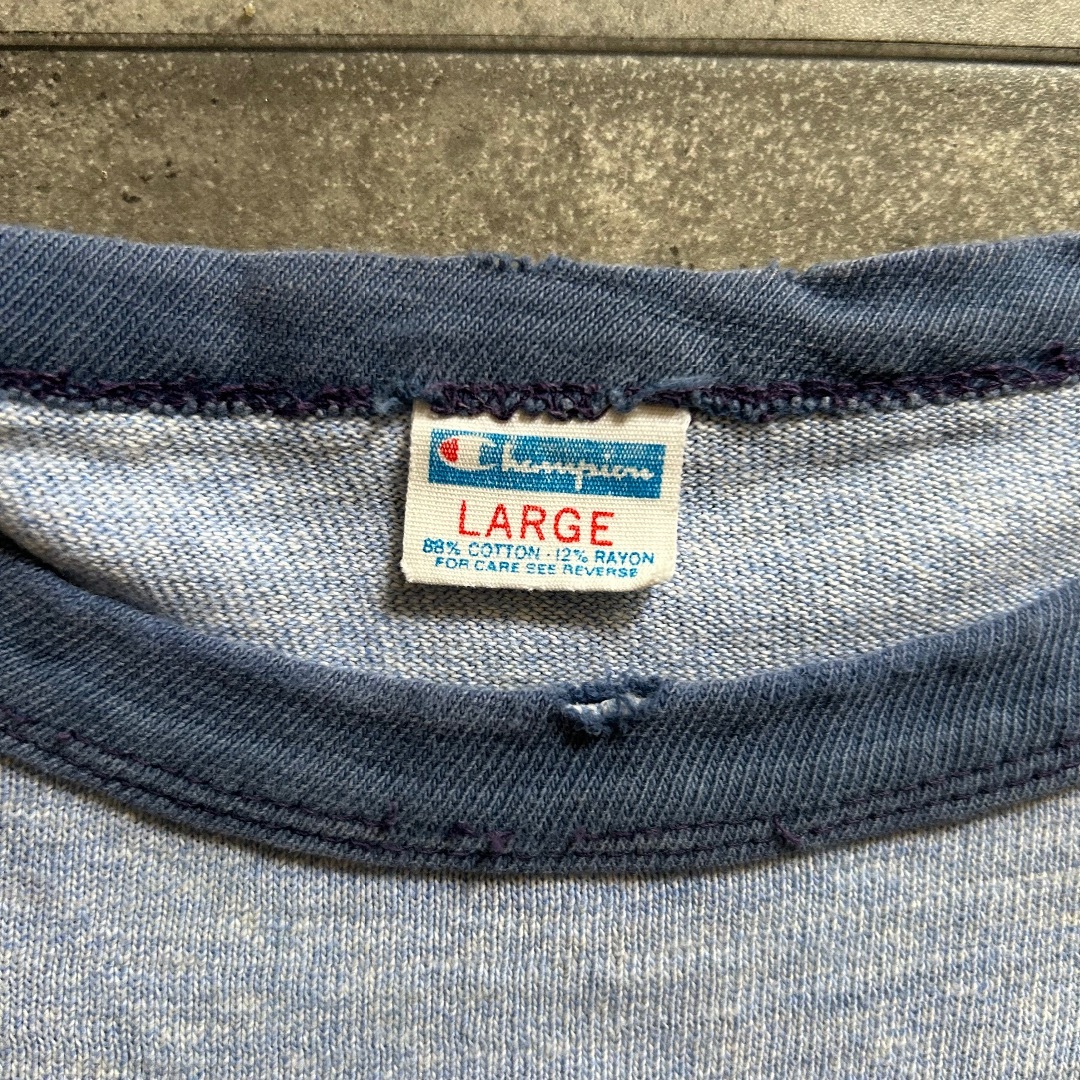 Champion
LARGE
88% COTTON · 12% RAYON
FOR CARE SEE REVERSE